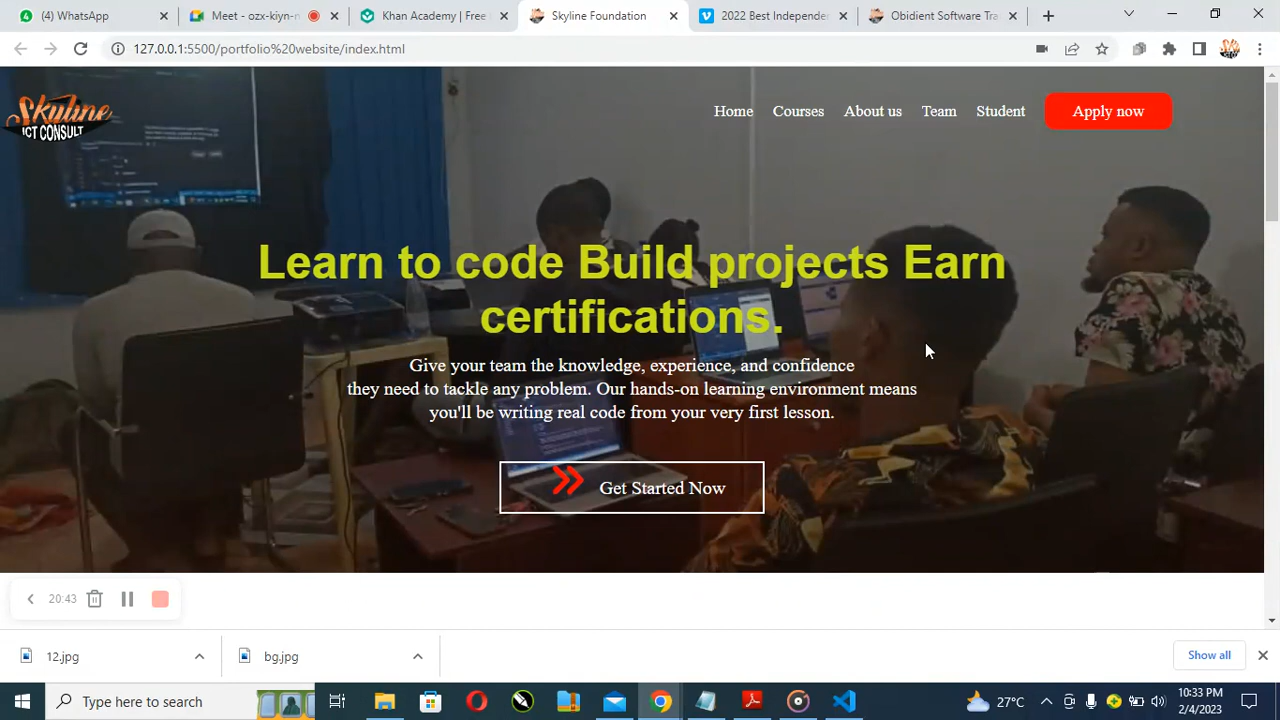 (4) WhatsApp
Meet - ozx-kiyn-n
Khan Academy | Free
Skyline Foundation
2022 Best Independe
Obidient Software Tra
127.0.0.1:5500/portfolio%20website/index.html
Skyline
ICT CONSULT
Home
Courses
About us
Team
Student
Apply now
Learn to code Build projects Earn
certifications.
Give your team the knowledge, experience, and confidence
they need to tackle any problem. Our hands-on learning environment means
you'll be writing real code from your very first lesson.
Get Started Now
20:43
12.jpg
bg.jpg
Show all
Type here to search
27°C
10:33 PM
2/4/2023